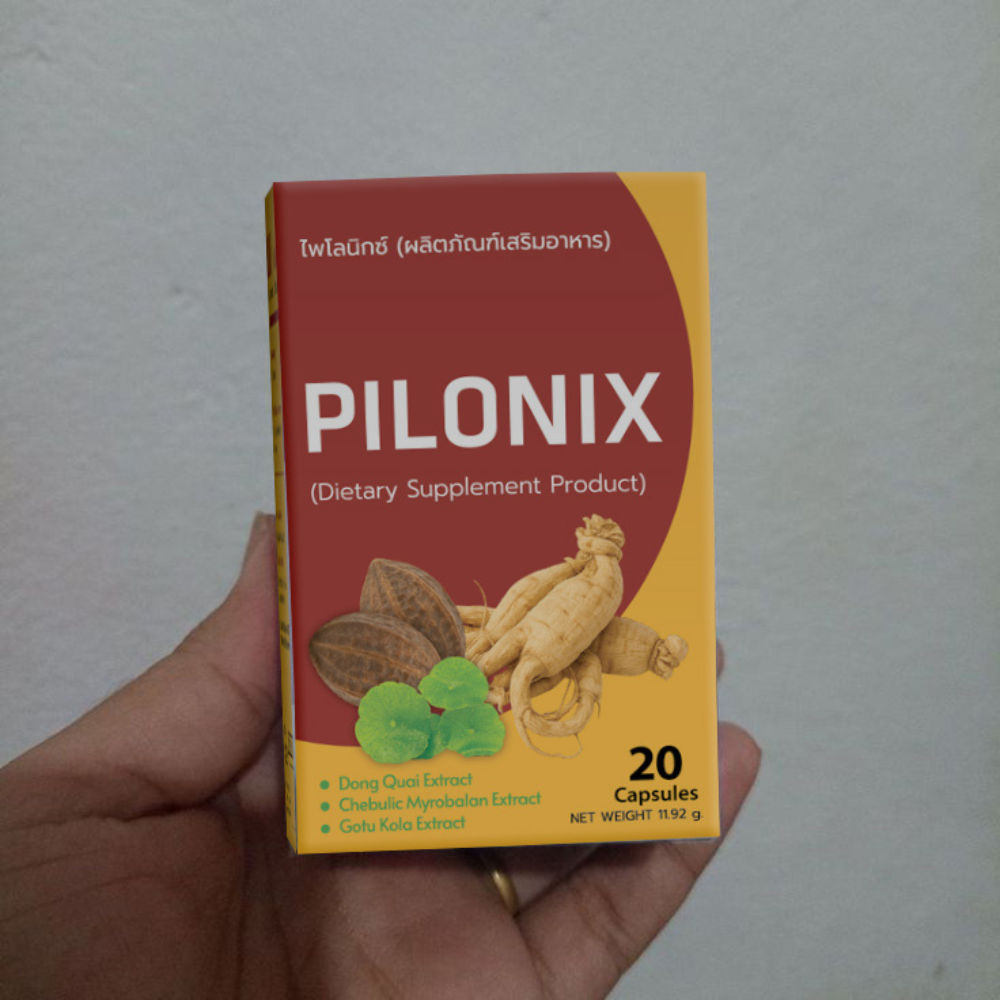 ไพโลนิกซ์ (ผลิตภัณฑ์เสริมอาหาร)
PILONIX
(Dietary Supplement Product)
• Dong Quai Extract
• Chebulic Myrobalan Extract
• Gotu Kola Extract
20
Capsules
NET WEIGHT 11.92 g.